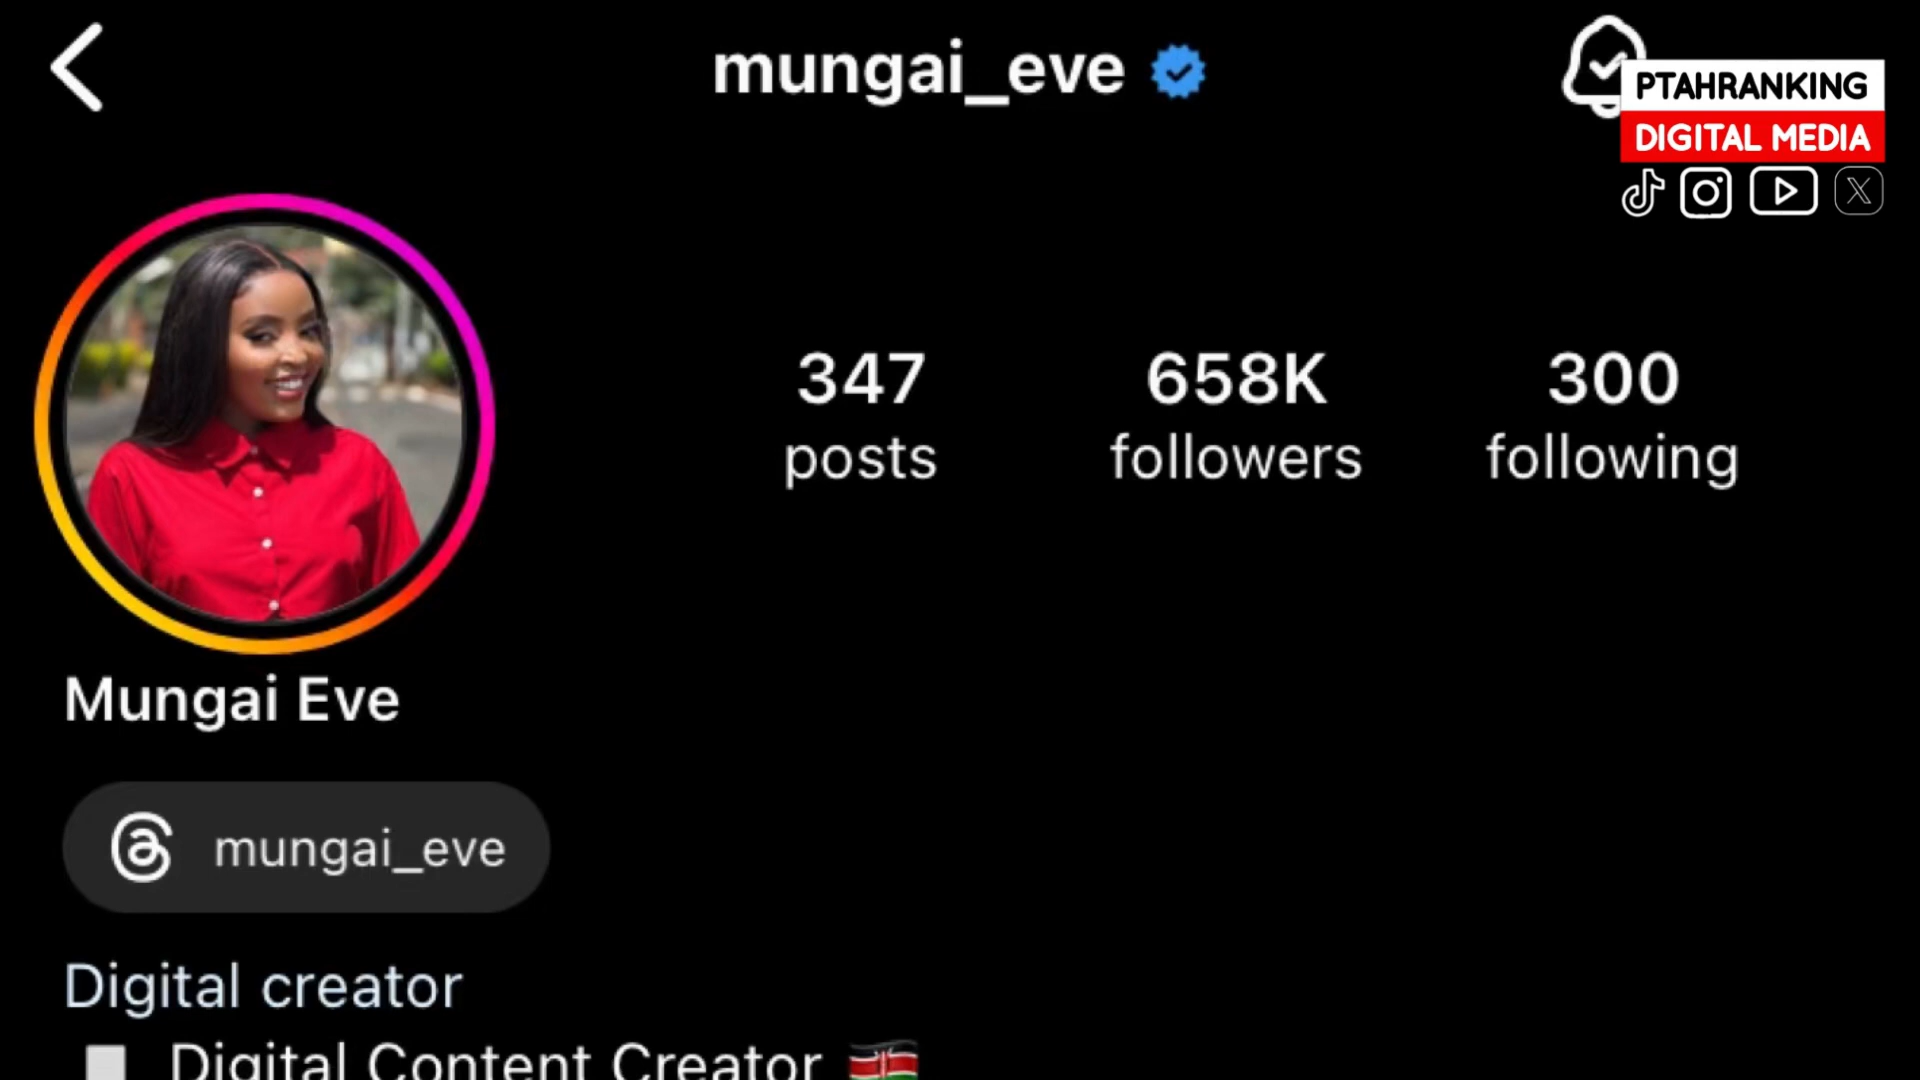 mungai_eve
PTAHRANKING
DIGITAL MEDIA
347 658K 300
posts followers following
Mungai Eve
mungai_eve
Digital creator
Digital Content Creator